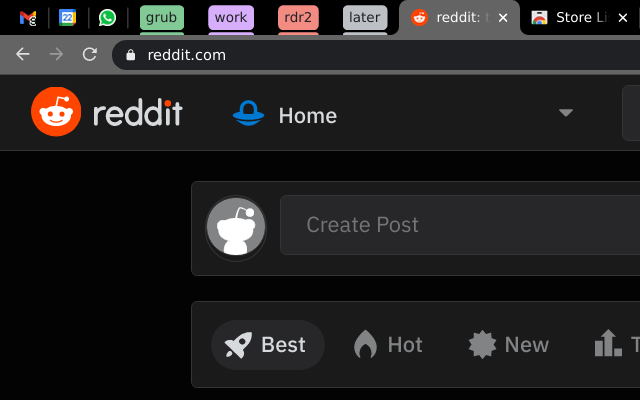 22 grub work rdr2 later reddit: t Store Li
reddit.com
reddit Home
Create Post
Best Hot New T